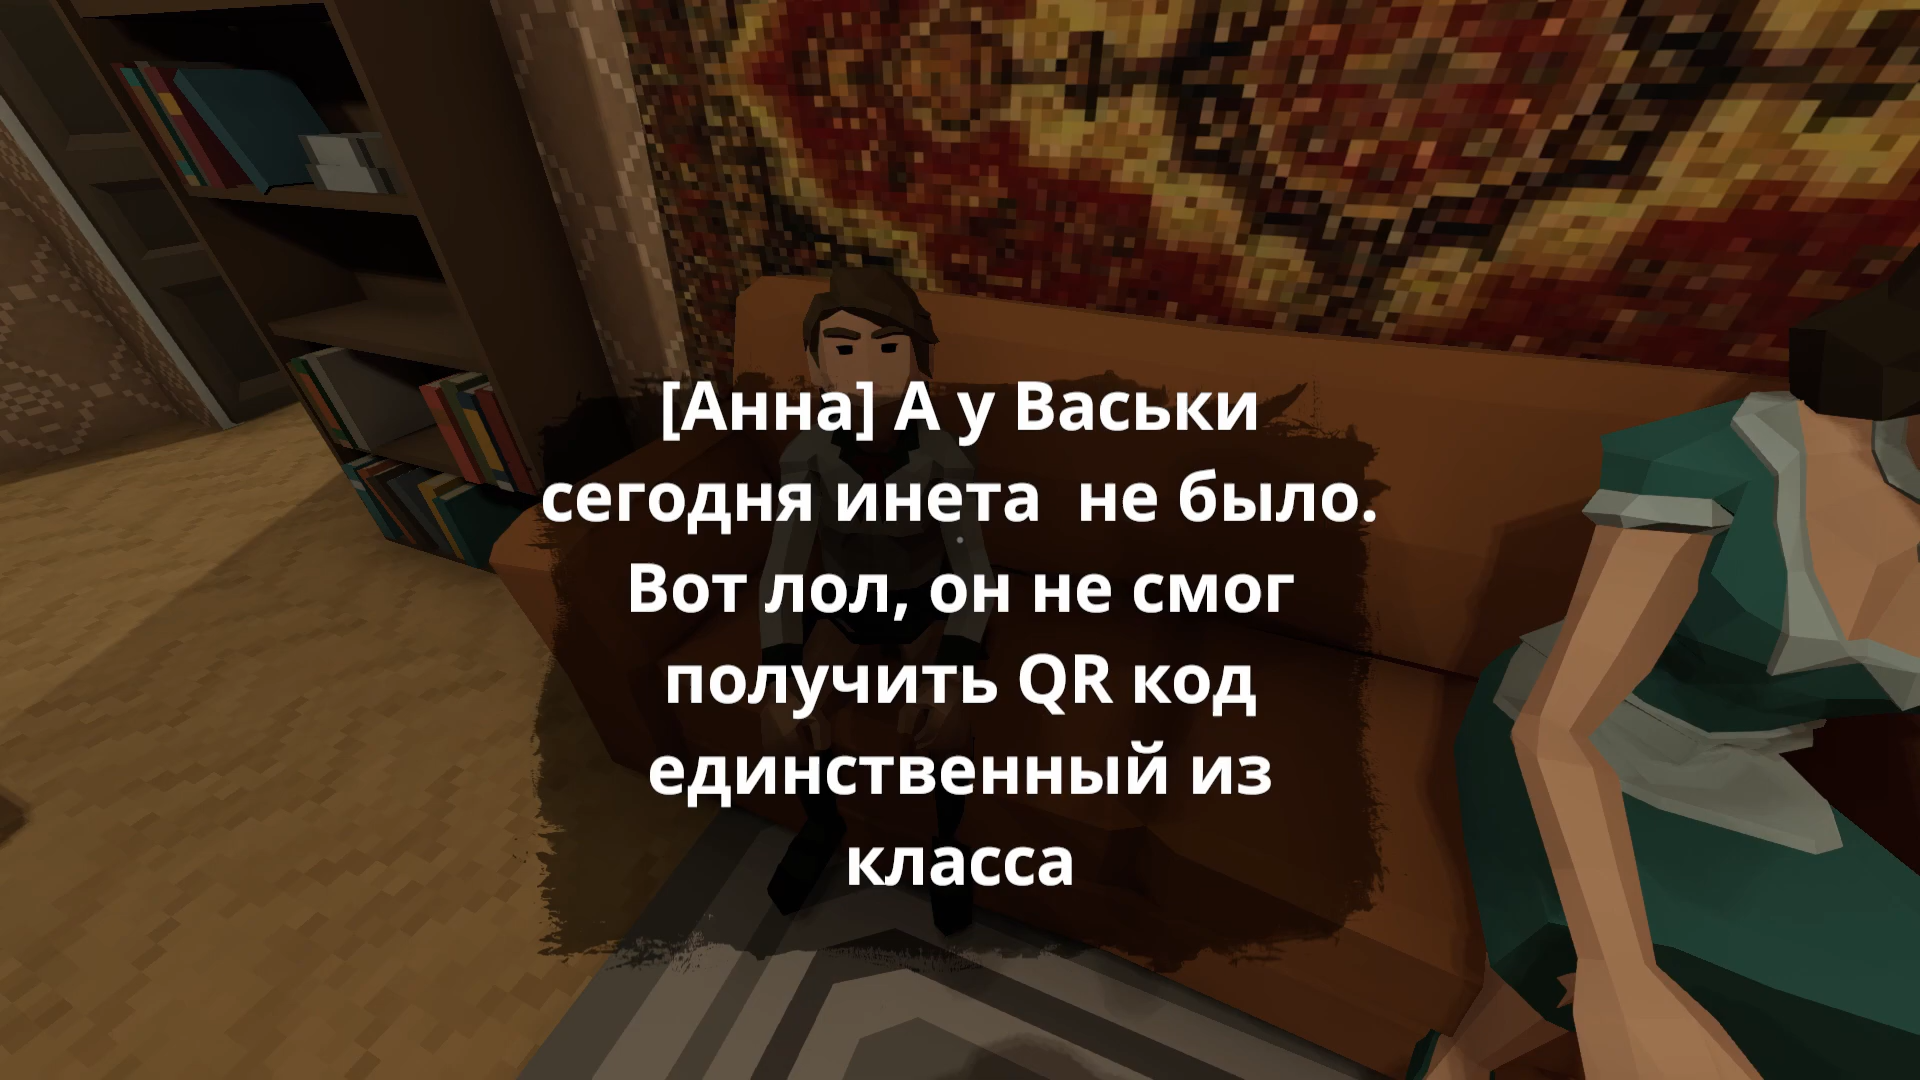 [Анна] А у Васьки
сегодня инета  не было.
Вот лол, он не смог
получить QR код
единственный из
класса